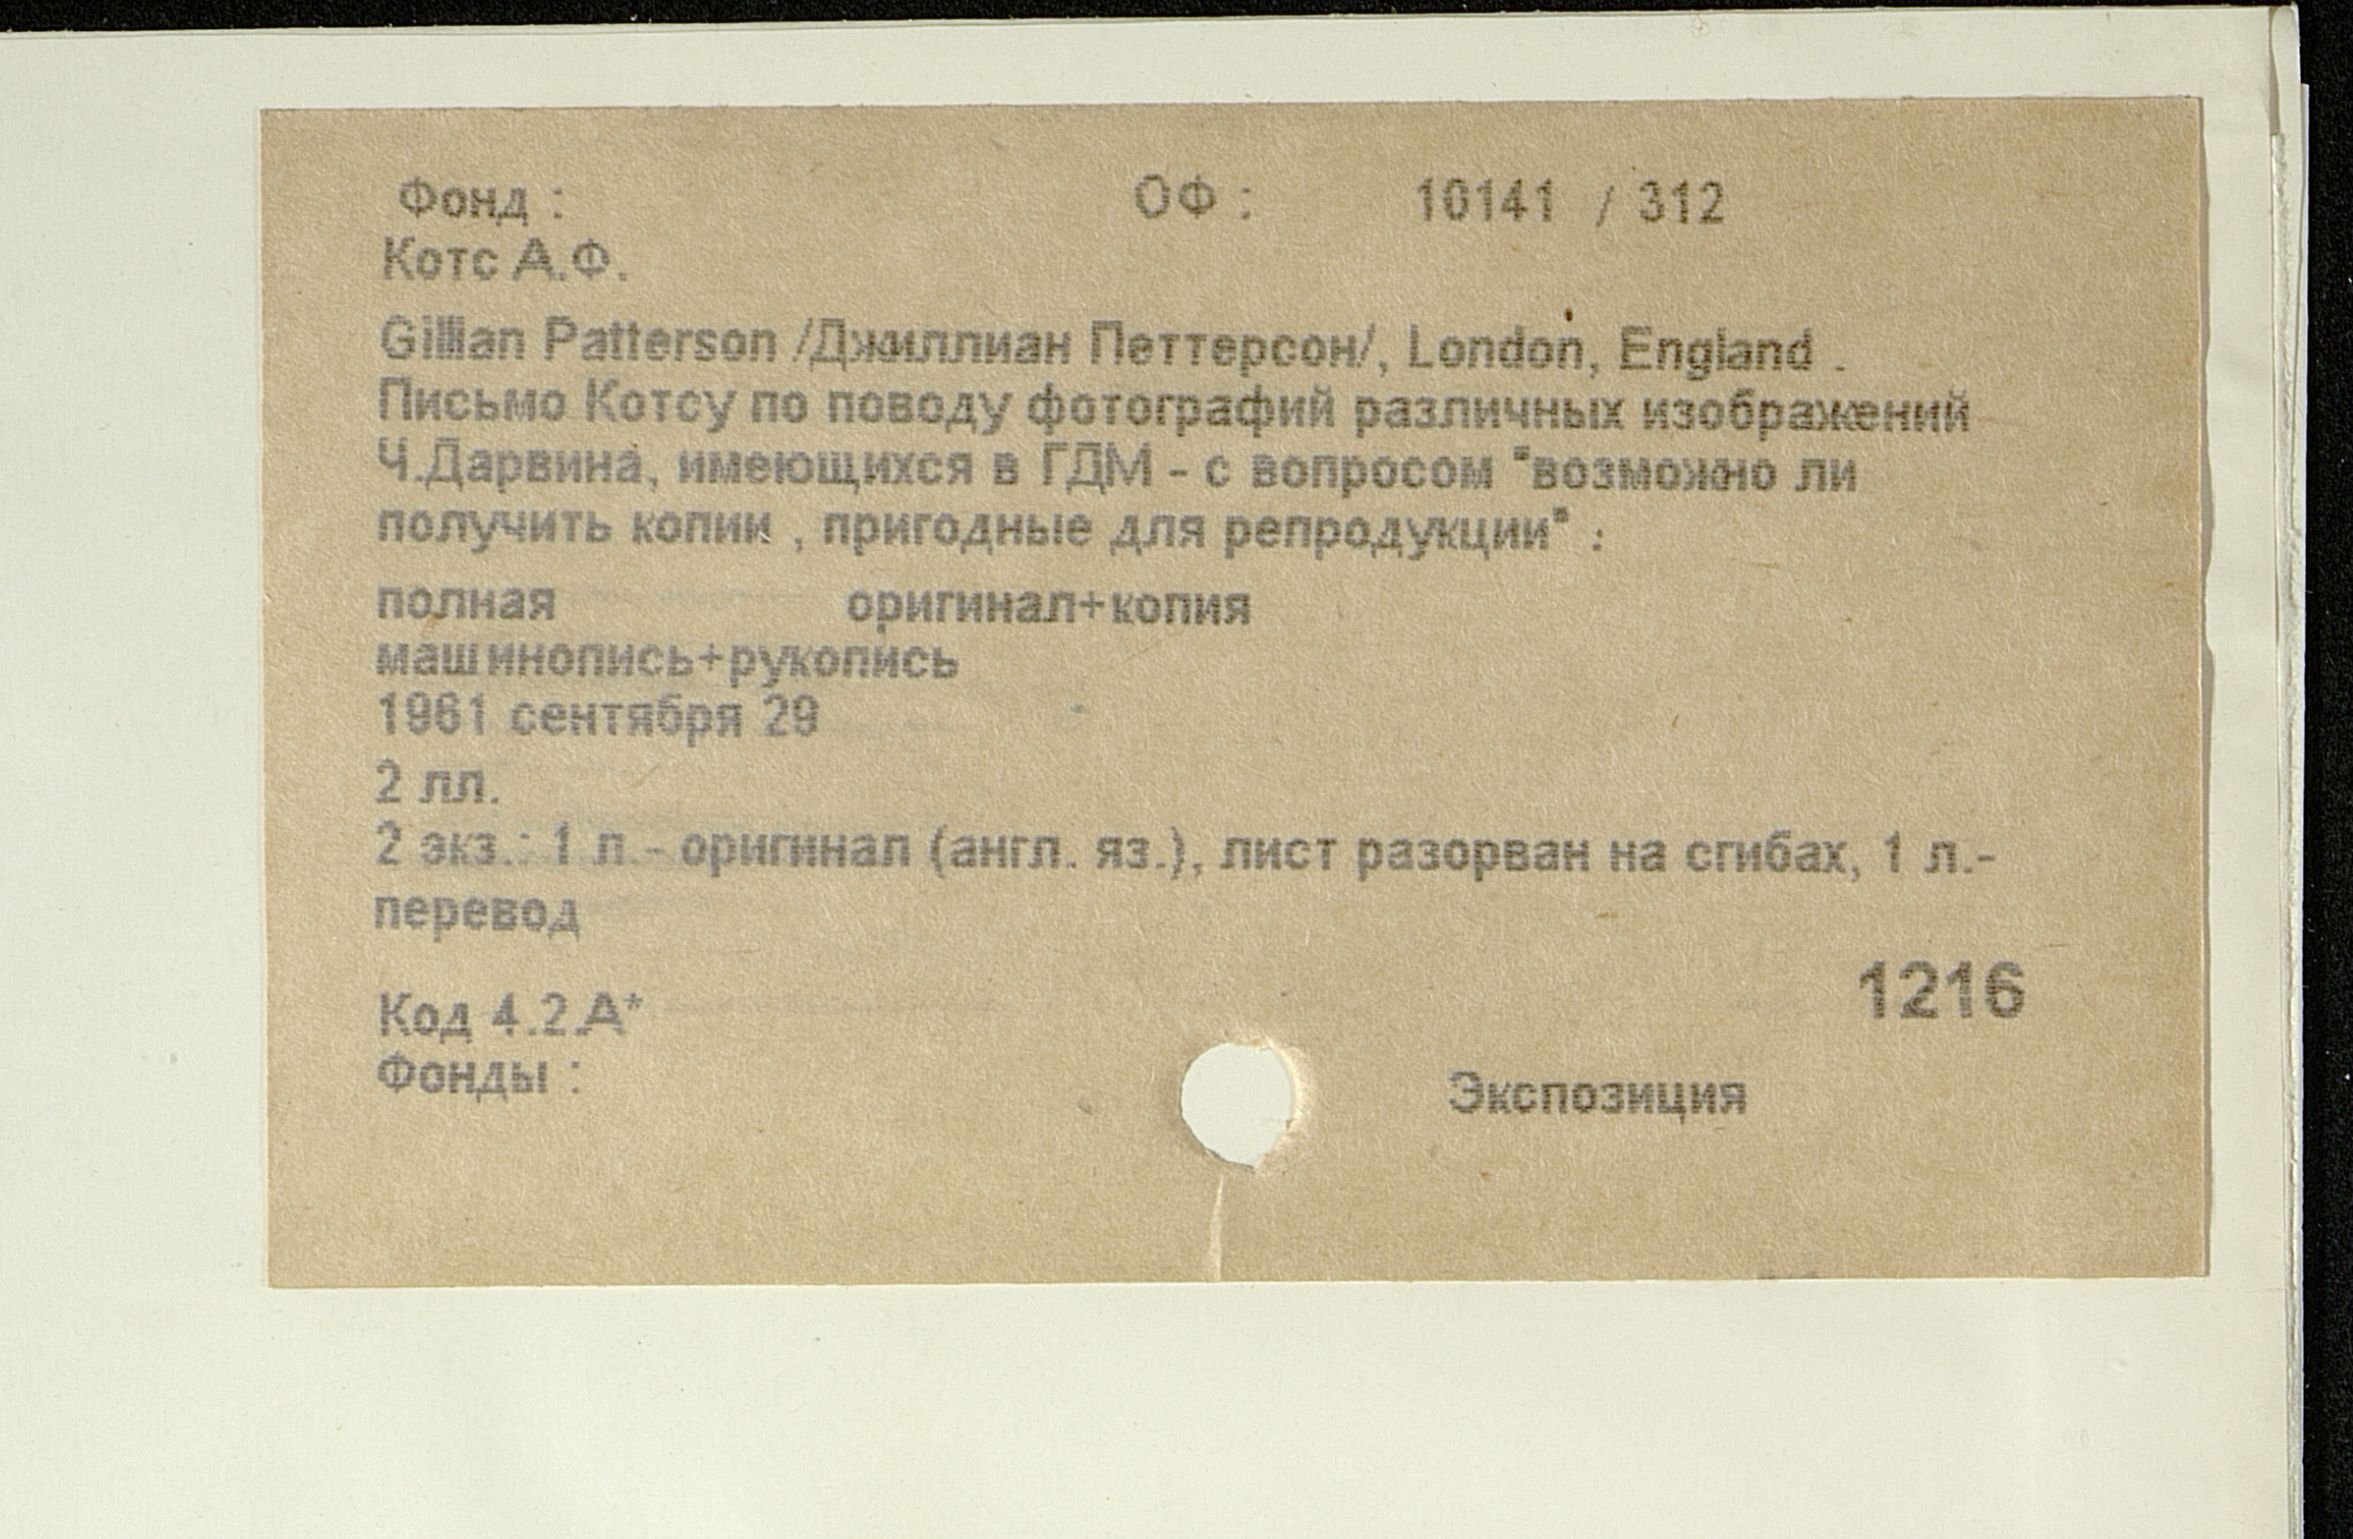 Фонд : ОФ : 10141 / 312
Котс А.Ф.
Gillian Patterson /Джиллиан Петтерсон/, London, England .
Письмо Котсу по поводу фотографий различных изображений
Ч.Дарвина, имеющихся в ГДМ - с вопросом "возможно ли
получить копии , пригодные для репродукции" :
полная оригинал+копия
машинопись+рукопись
1961 сентября 29
2 лл.
2 экз.: 1 л.- оригинал (англ. яз.), лист разорван на сгибах, 1 л.-
перевод
1216
Код 4.2.А*
Фонды : Экспозиция